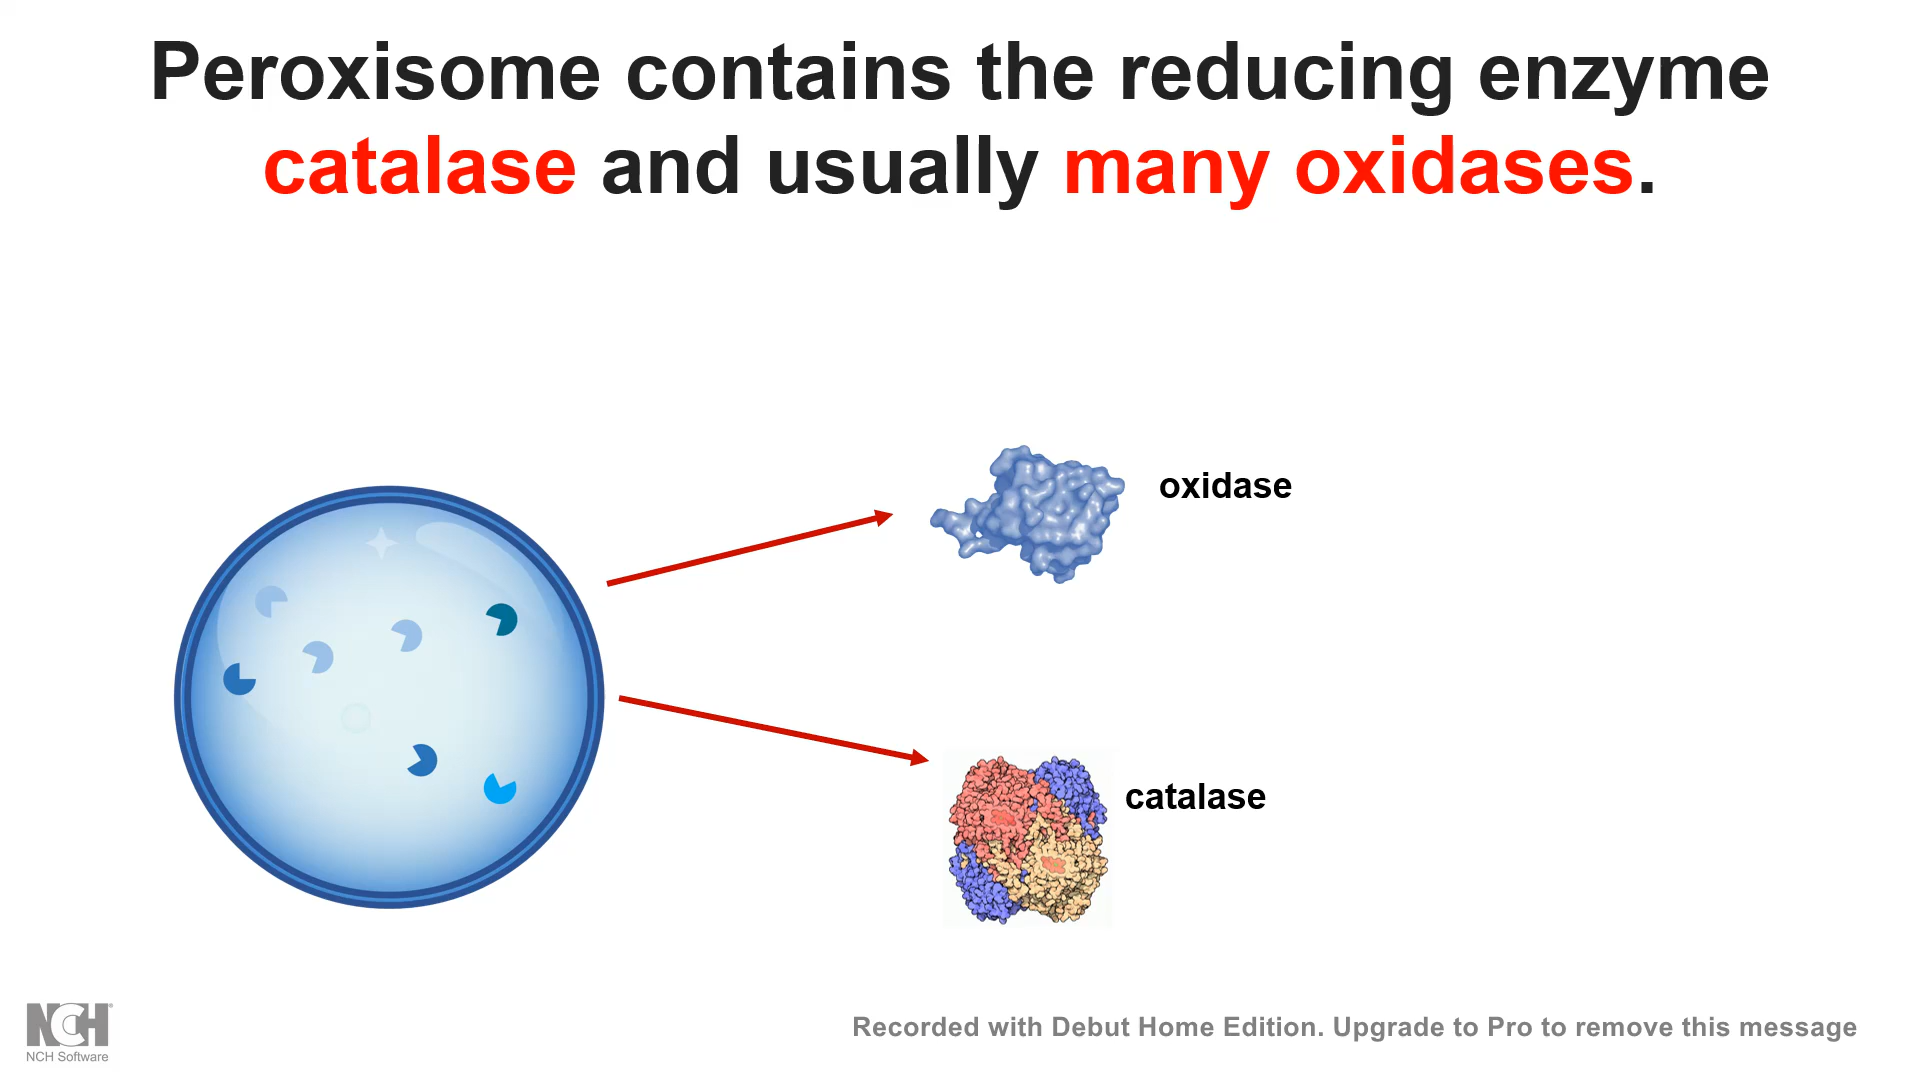 Peroxisome contains the reducing enzyme
catalase and usually many oxidases.
oxidase
catalase
NCH
NCH Software
Recorded with Debut Home Edition. Upgrade to Pro to remove this message